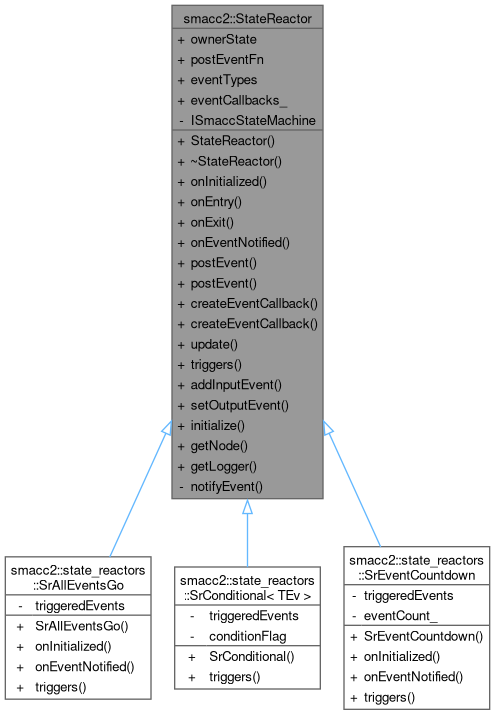 smacc2::StateReactor
+ ownerState
+ postEventFn
+ eventTypes
+ eventCallbacks_
- ISmaccStateMachine
+ StateReactor()
+ ~StateReactor()
+ onInitialized()
+ onEntry()
+ onExit()
+ onEventNotified()
+ postEvent()
+ postEvent()
+ createEventCallback()
+ createEventCallback()
+ update()
+ triggers()
+ addInputEvent()
+ setOutputEvent()
+ initialize()
+ getNode()
+ getLogger()
- notifyEvent()
smacc2::state_reactors
::SrAllEventsGo
- triggeredEvents
+ SrAllEventsGo()
+ onInitialized()
+ onEventNotified()
+ triggers()
smacc2::state_reactors
::SrConditional< TEv >
- triggeredEvents
- conditionFlag
+ SrConditional()
+ triggers()
smacc2::state_reactors
::SrEventCountdown
- triggeredEvents
- eventCount_
+ SrEventCountdown()
+ onInitialized()
+ onEventNotified()
+ triggers()